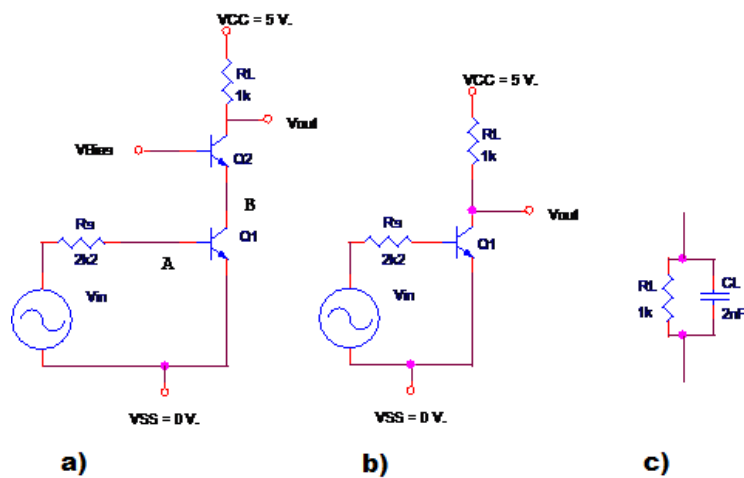 VCC = 5 V.
RL
1k
Vout
VBias
Q2
B
Rs
2k2
A
Q1
Vin
VSS = 0 V.
a)
VCC = 5 V.
RL
1k
Vout
Rs
2k2
Q1
Vin
VSS = 0 V.
b)
RL
1k
CL
2nF
c)